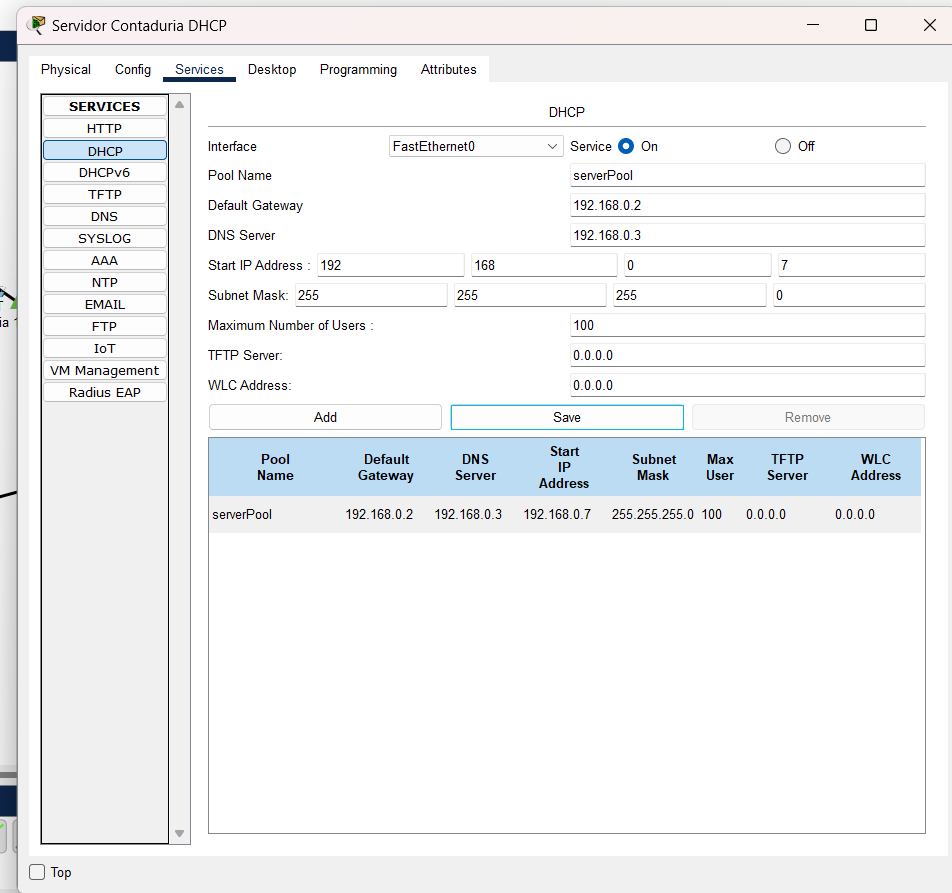 Servidor Contaduria DHCP
Physical Config Services Desktop Programming Attributes
SERVICES
HTTP
DHCP
DHCPv6
TFTP
DNS
SYSLOG
AAA
NTP
EMAIL
FTP
IoT
VM Management
Radius EAP
DHCP
Interface FastEthernet0 Service On Off
Pool Name serverPool
Default Gateway 192.168.0.2
DNS Server 192.168.0.3
Start IP Address : 192 168 0 7
Subnet Mask: 255 255 255 0
Maximum Number of Users : 100
TFTP Server: 0.0.0.0
WLC Address: 0.0.0.0
Add Save Remove
Pool Name Default Gateway DNS Server Start IP Address Subnet Mask Max User TFTP Server WLC Address
serverPool 192.168.0.2 192.168.0.3 192.168.0.7 255.255.255.0 100 0.0.0.0 0.0.0.0
Top